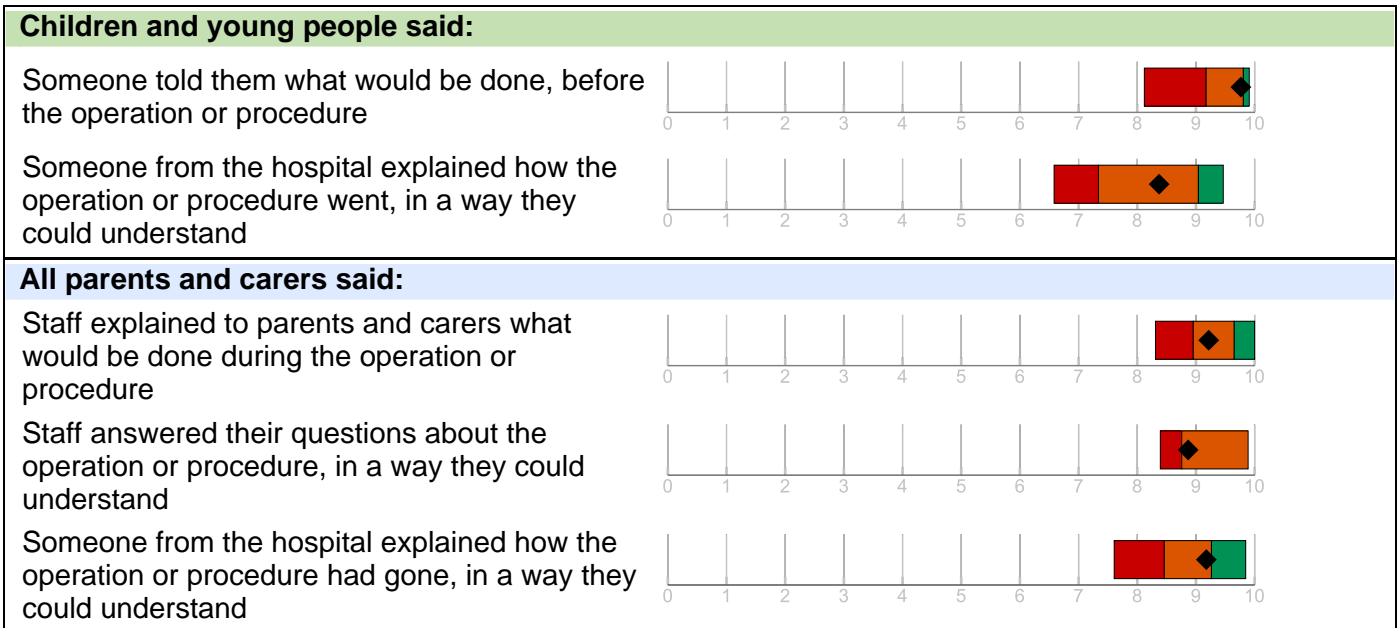 Children and young people said:
Someone told them what would be done, before
the operation or procedure
0 1 2 3 4 5 6 7 8 9 10
Someone from the hospital explained how the
operation or procedure went, in a way they
could understand
0 1 2 3 4 5 6 7 8 9 10
All parents and carers said:
Staff explained to parents and carers what
would be done during the operation or
procedure
0 1 2 3 4 5 6 7 8 9 10
Staff answered their questions about the
operation or procedure, in a way they could
understand
0 1 2 3 4 5 6 7 8 9 10
Someone from the hospital explained how the
operation or procedure had gone, in a way they
could understand
0 1 2 3 4 5 6 7 8 9 10